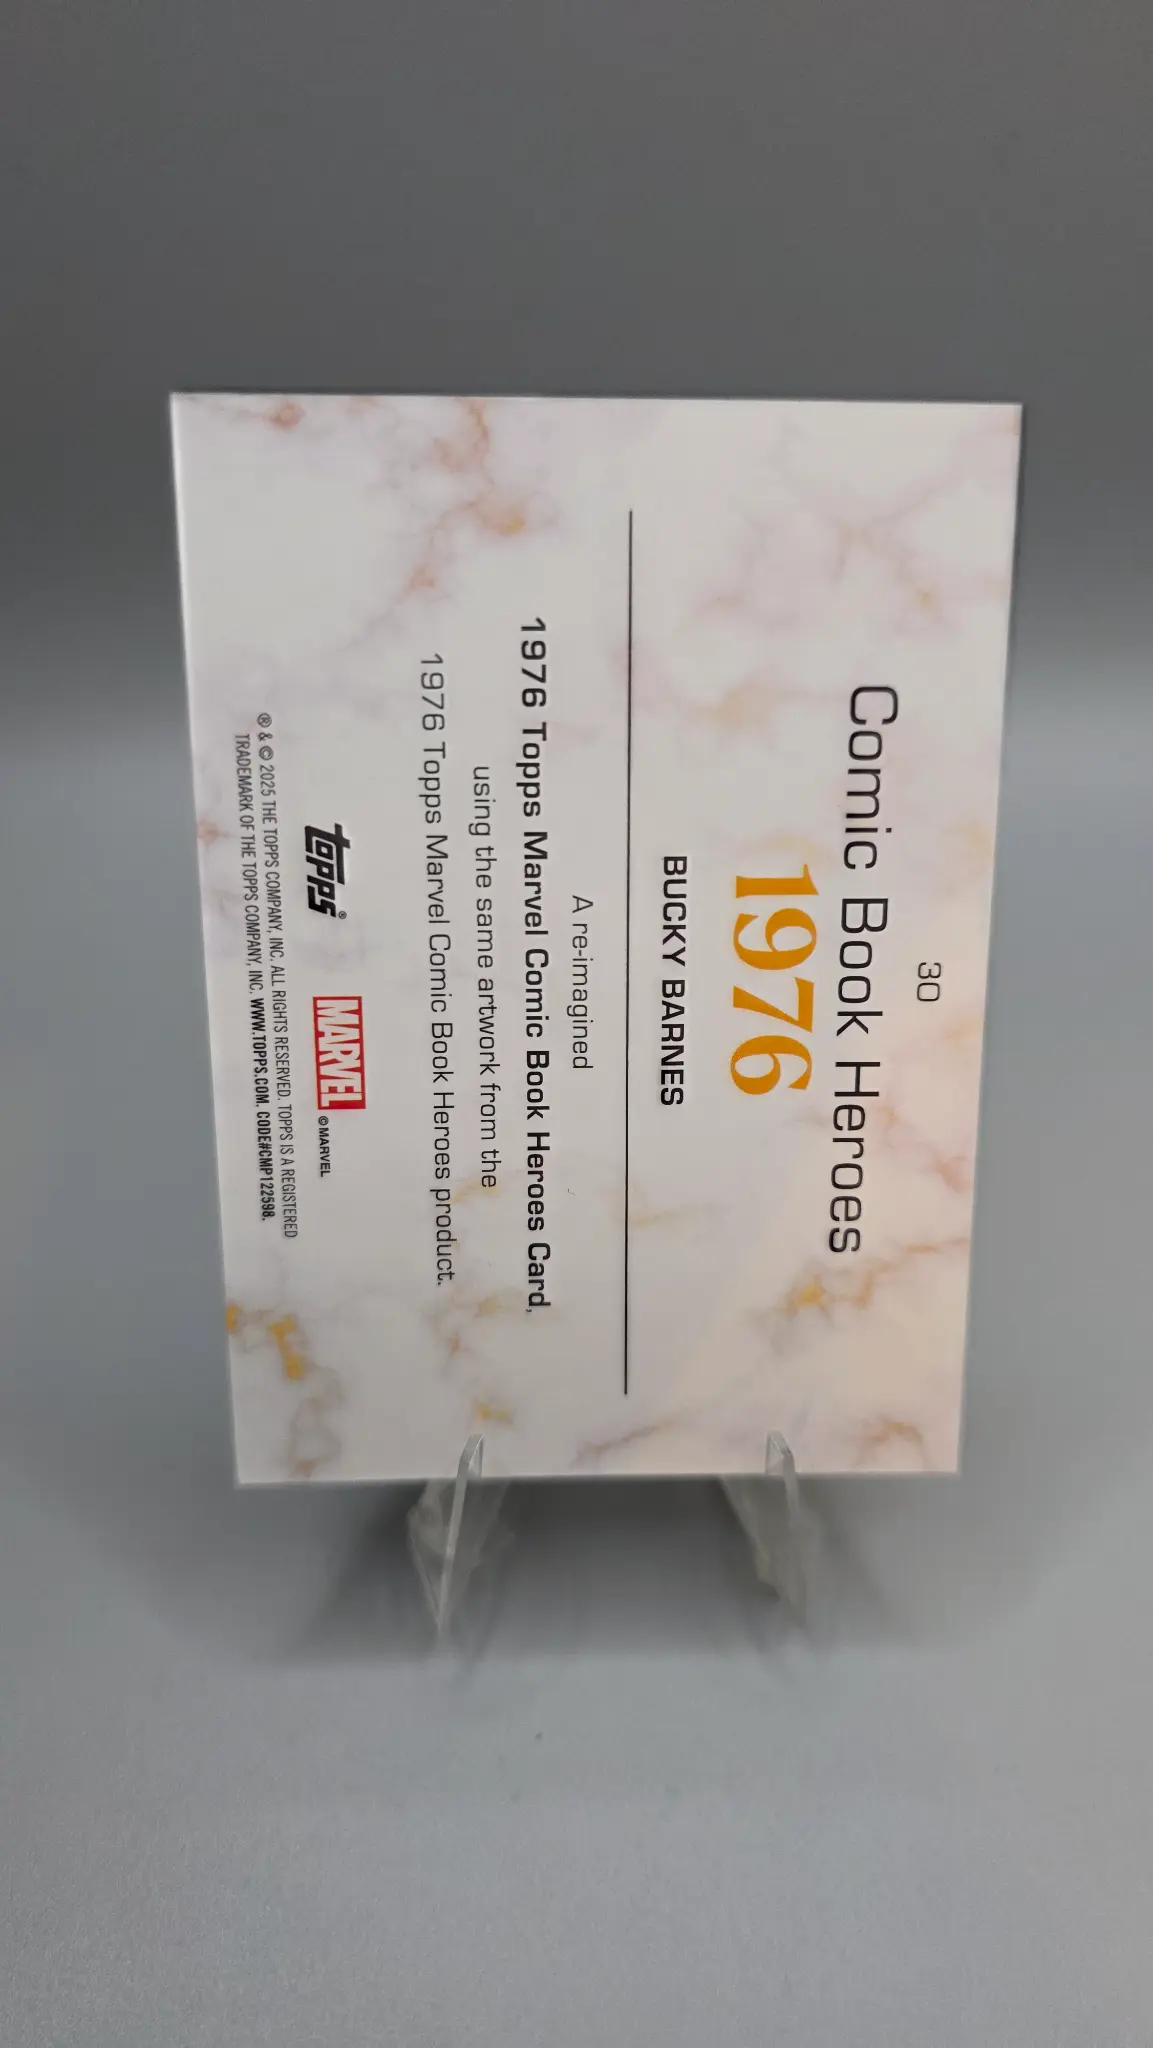 30
Comic Book Heroes
1976
BUCKY BARNES
A re-imagined
1976 Topps Marvel Comic Book Heroes Card,
using the same artwork from the
1976 Topps Marvel Comic Book Heroes product.
topps® MARVEL ©MARVEL
® & © 2025 THE TOPPS COMPANY, INC. ALL RIGHTS RESERVED. TOPPS IS A REGISTERED
TRADEMARK OF THE TOPPS COMPANY, INC. WWW.TOPPS.COM. CODE#CMP122598.